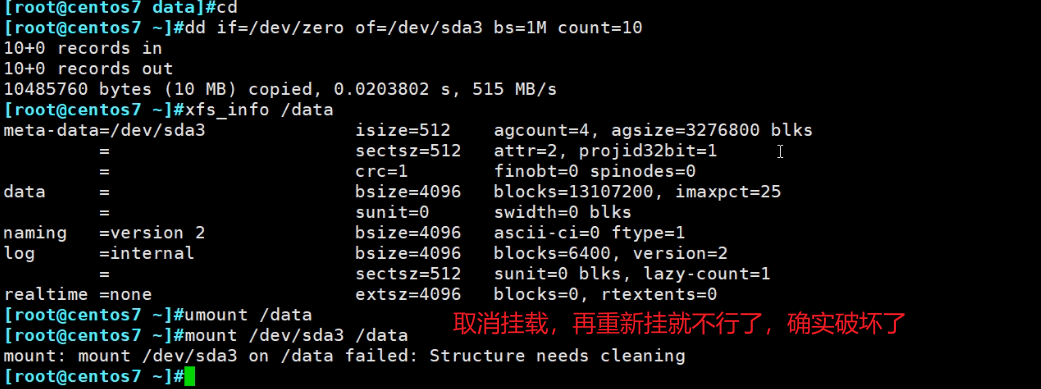 [root@centos7 data]#cd
[root@centos7 ~]#dd if=/dev/zero of=/dev/sda3 bs=1M count=10
10+0 records in
10+0 records out
10485760 bytes (10 MB) copied, 0.0203802 s, 515 MB/s
[root@centos7 ~]#xfs_info /data
meta-data=/dev/sda3              isize=512    agcount=4, agsize=3276800 blks
         =                       sectsz=512   attr=2, projid32bit=1
         =                       crc=1        finobt=0 spinodes=0
data     =                       bsize=4096   blocks=13107200, imaxpct=25
         =                       sunit=0      swidth=0 blks
naming   =version 2              bsize=4096   ascii-ci=0 ftype=1
log      =internal               bsize=4096   blocks=6400, version=2
         =                       sectsz=512   sunit=0 blks, lazy-count=1
realtime =none                   extsz=4096   blocks=0, rtextents=0
[root@centos7 ~]#umount /data
取消挂载，再重新挂就不行了，确实破坏了
[root@centos7 ~]#mount /dev/sda3 /data
mount: mount /dev/sda3 on /data failed: Structure needs cleaning
[root@centos7 ~]#